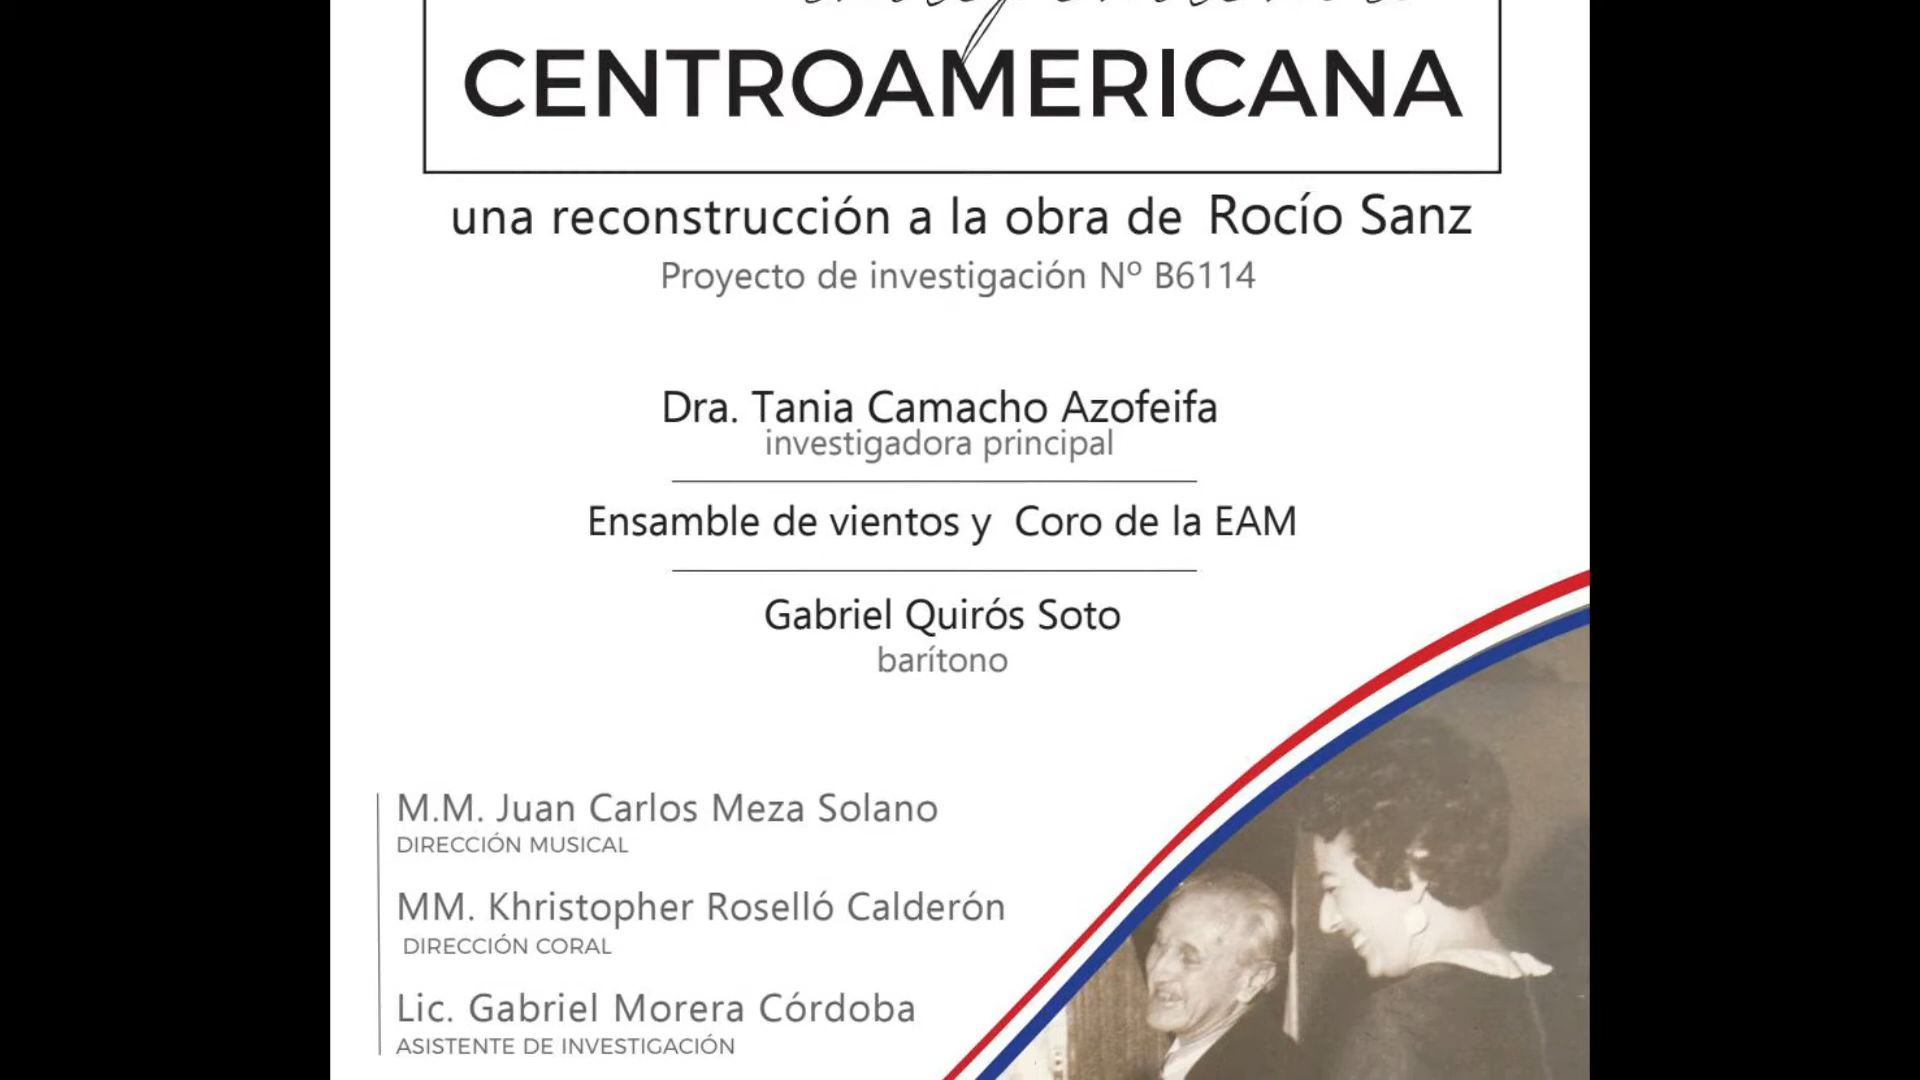 CENTROAMERICANA
una reconstrucción a la obra de Rocío Sanz
Proyecto de investigación Nº B6114
Dra. Tania Camacho Azofeifa
investigadora principal
Ensamble de vientos y Coro de la EAM
Gabriel Quirós Soto
barítono
M.M. Juan Carlos Meza Solano
DIRECCIÓN MUSICAL
MM. Khristopher Roselló Calderón
DIRECCIÓN CORAL
Lic. Gabriel Morera Córdoba
ASISTENTE DE INVESTIGACIÓN